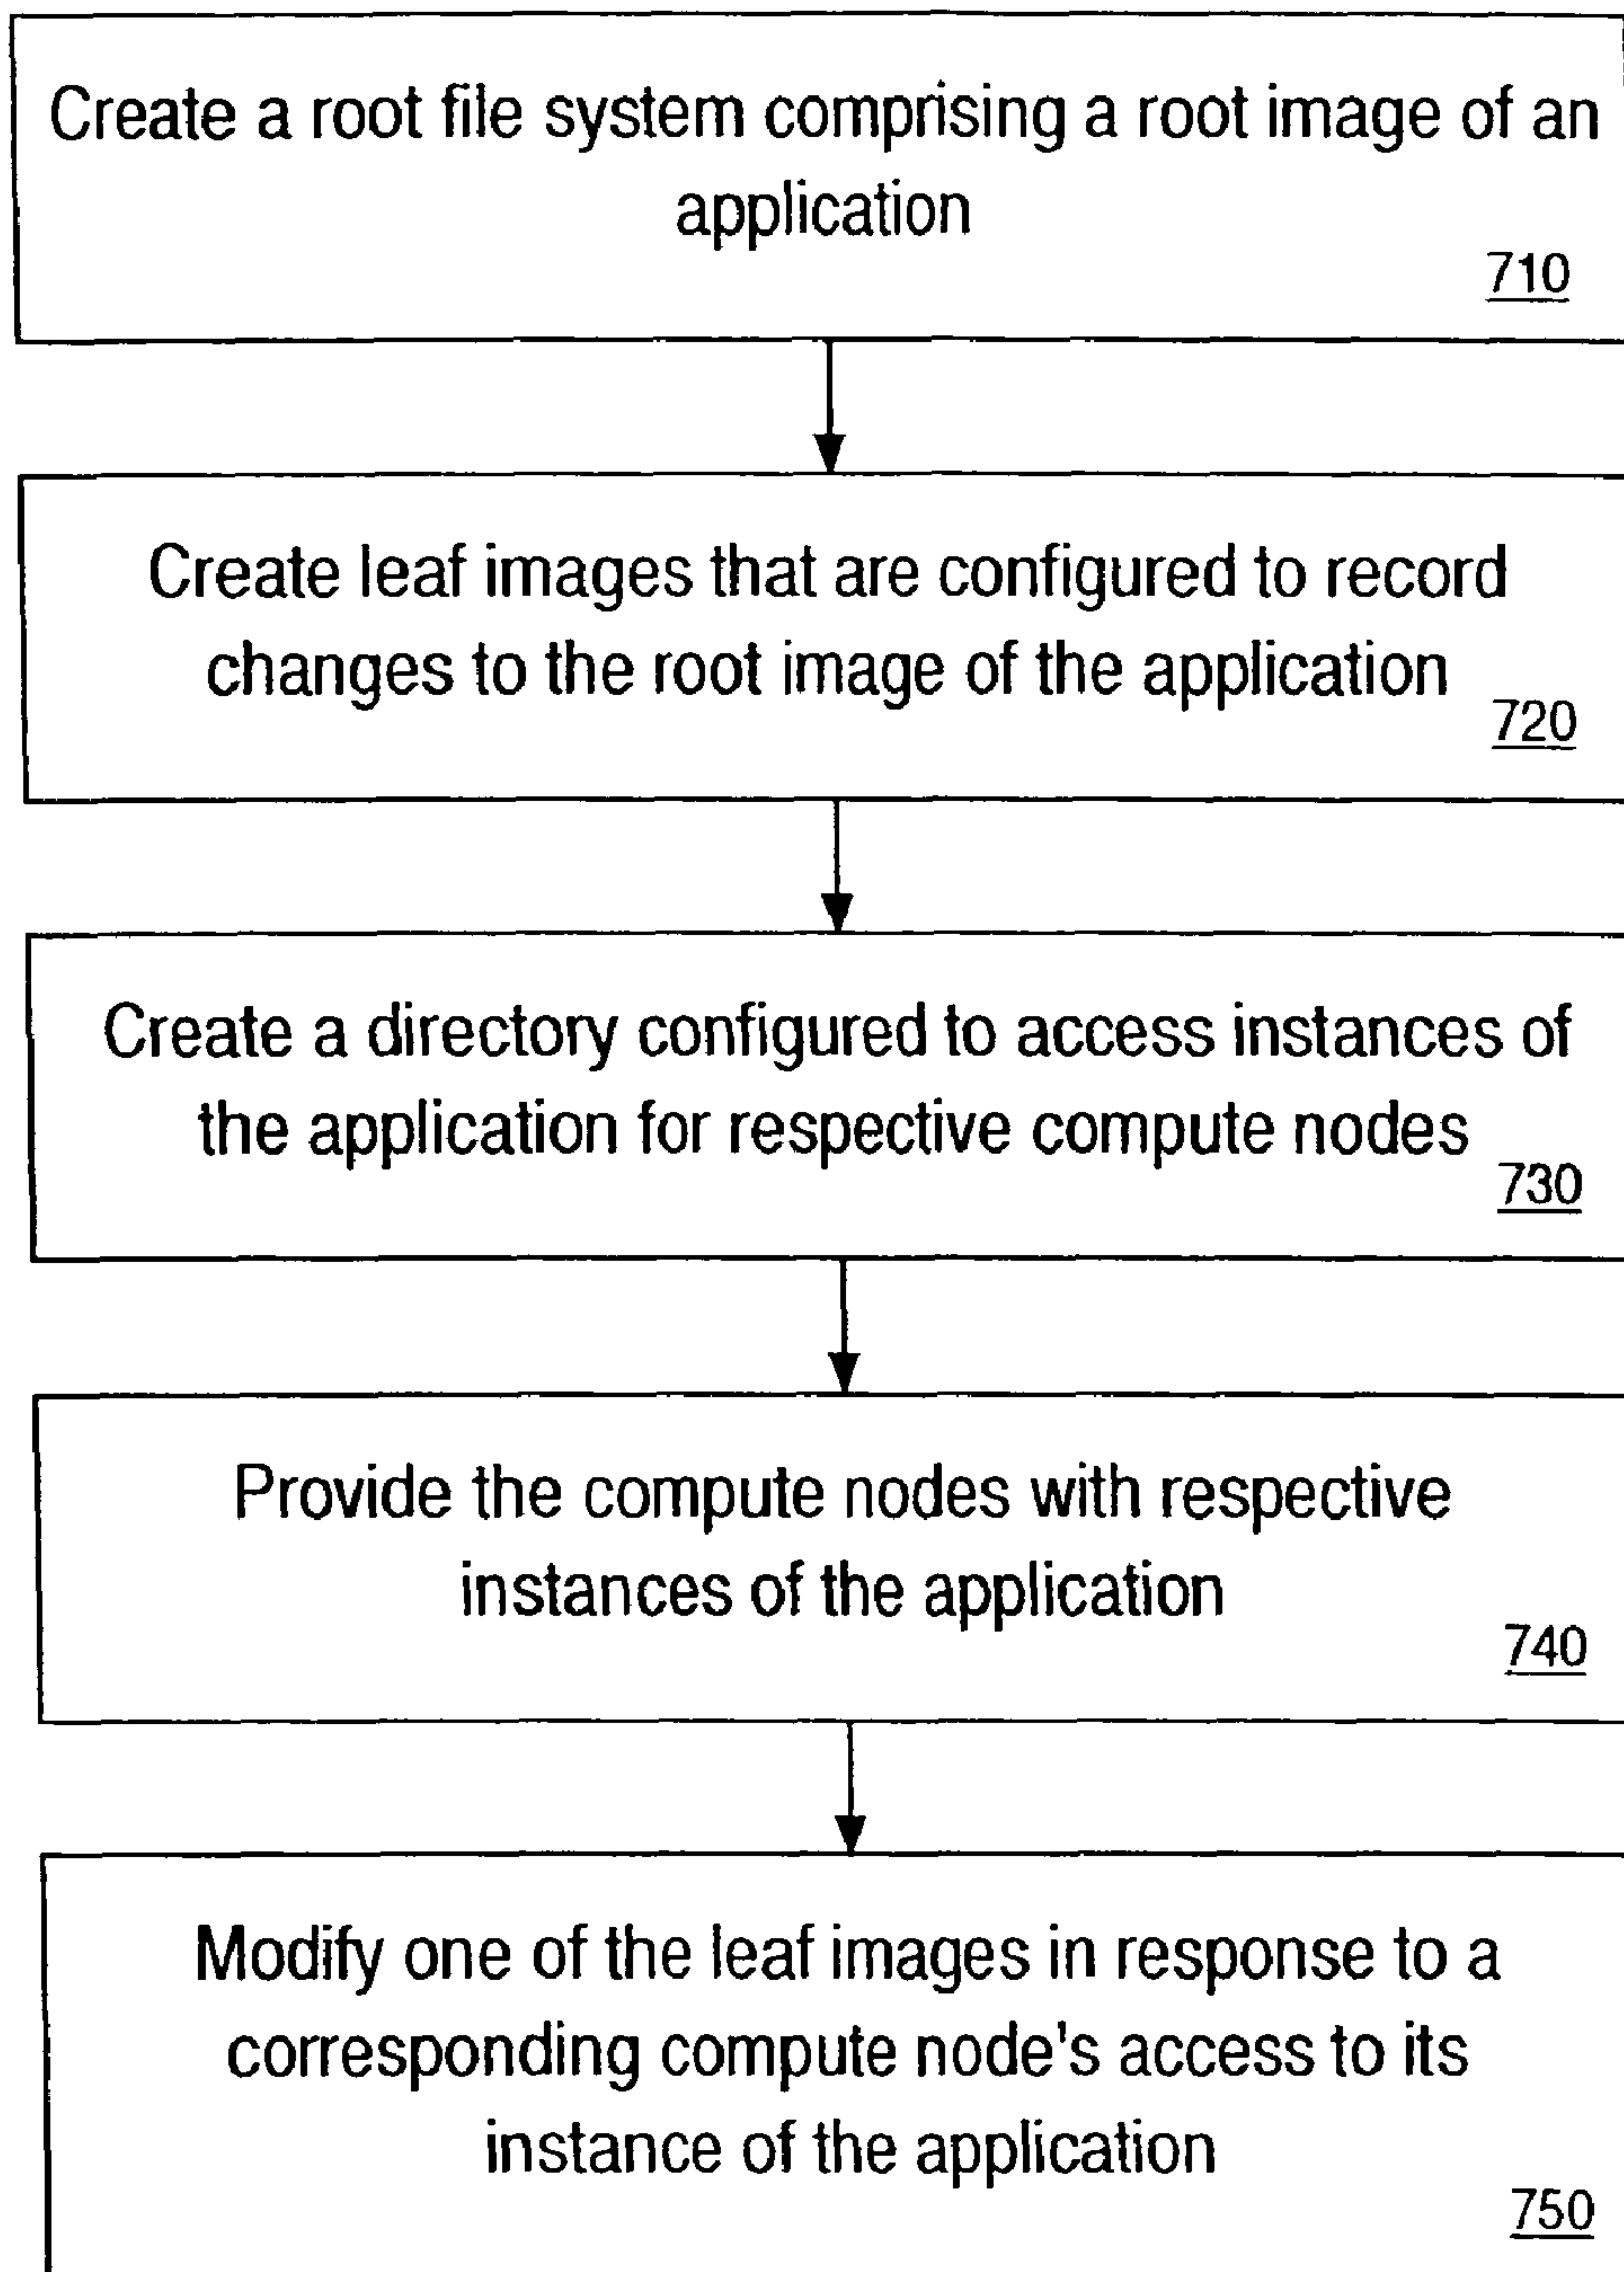 Create a root file system comprising a root image of an
application
710
Create leaf images that are configured to record
changes to the root image of the application
720
Create a directory configured to access instances of
the application for respective compute nodes
730
Provide the compute nodes with respective
instances of the application
740
Modify one of the leaf images in response to a
corresponding compute node's access to its
instance of the application
750